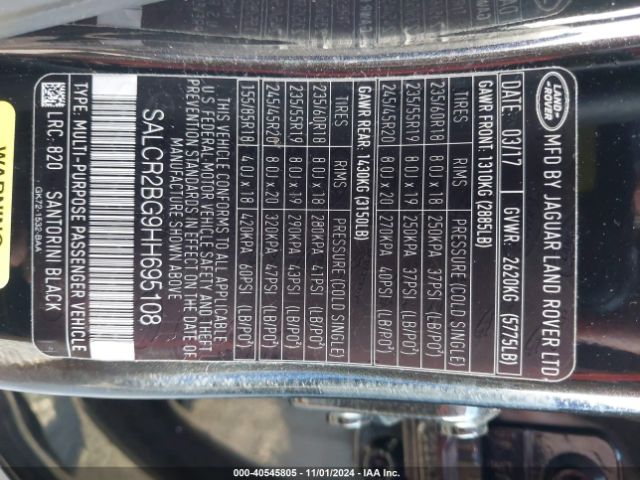 LAND ROVER
MFD BY JAGUAR LAND ROVER LTD
DATE: 03/17 GVWR: 2620KG (5775LB)
GAWR FRONT 1310KG (2885LB)
TIRES RIMS PRESSURE (COLD SINGLE)
235/60R18 8.0J x 18 250KPA 37PSI (LB/PO²)
235/55R19 8.0J x 19 250KPA 37PSI (LB/PO²)
245/45R20 8.0J x 20 270KPA 40PSI (LB/PO²)
GAWR REAR: 1430KG (3150LB)
TIRES RIMS PRESSURE (COLD SINGLE)
235/60R18 8.0J x 18 280KPA 41PSI (LB/PO²)
235/55R19 8.0J x 19 290KPA 43PSI (LB/PO²)
245/45R20 8.0J x 20 320KPA 47PSI (LB/PO²)
155/85R18 4.0J x 18 420KPA 60PSI (LB/PO²)
THIS VEHICLE CONFORMS TO ALL APPLICABLE
U S FEDERAL MOTOR VEHICLE SAFETY AND THEFT
PREVENTION STANDARDS IN EFFECT ON THE DATE OF
MANUFACTURE SHOWN ABOVE
SALCR2BG9HH695108
TYPE: MULTI-PURPOSE PASSENGER VEHICLE
LRC: 820 SANTORINI BLACK
GK72-1532-BAA
WARNING
000-40545805 - 11/01/2024 - IAA Inc.